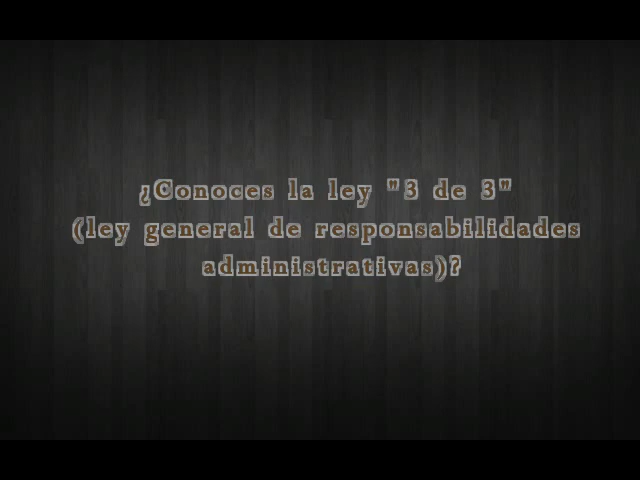 ¿Conoces la ley "3 de 3"
(ley general de responsabilidades
administrativas)?